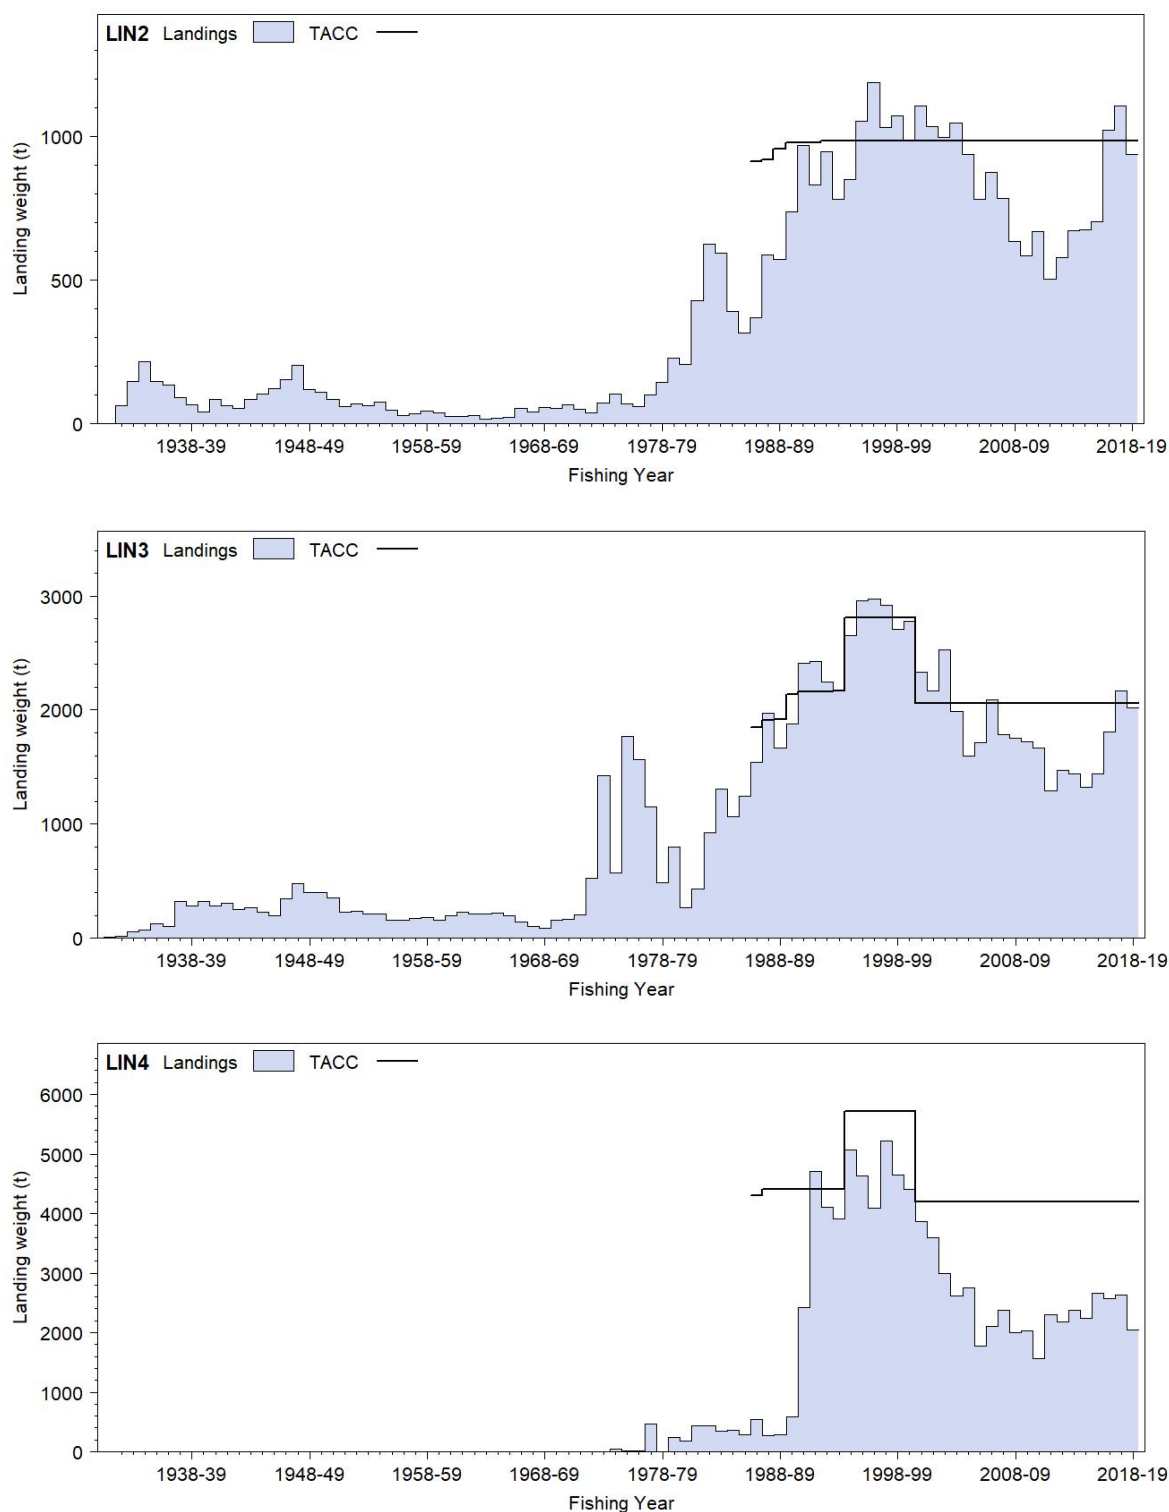 LIN2 Landings TACC
1000
500
0
Landing weight (t)
1938-39 1948-49 1958-59 1968-69 1978-79 1988-89 1998-99 2008-09 2018-19
Fishing Year
LIN3 Landings TACC
3000
2000
1000
0
Landing weight (t)
1938-39 1948-49 1958-59 1968-69 1978-79 1988-89 1998-99 2008-09 2018-19
Fishing Year
LIN4 Landings TACC
6000
5000
4000
3000
2000
1000
0
Landing weight (t)
1938-39 1948-49 1958-59 1968-69 1978-79 1988-89 1998-99 2008-09 2018-19
Fishing Year